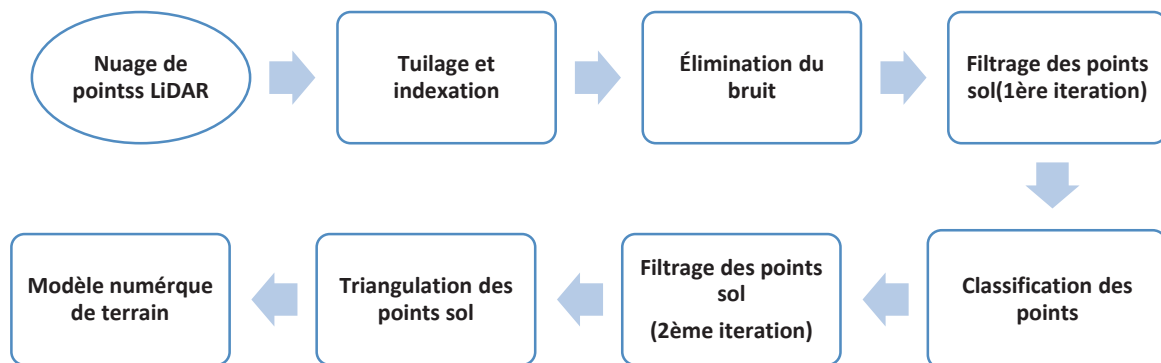 Nuage de
pointss LiDAR
Tuilage et
indexation
Élimination du
bruit
Filtrage des points
sol(1ère iteration)
Classification des
points
Filtrage des points
sol
(2ème iteration)
Triangulation des
points sol
Modèle numérque
de terrain